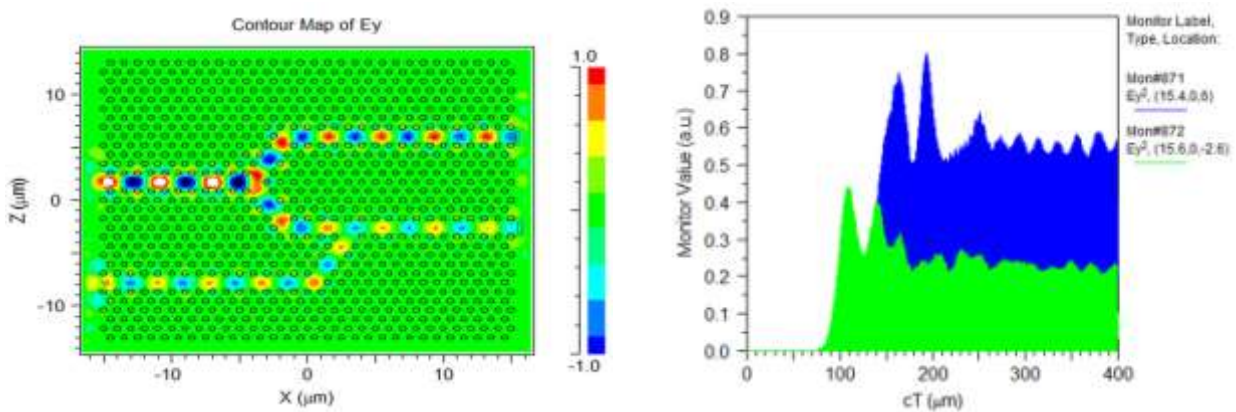 Contour Map of Ey
1.0
10
0
-10
Z (μm)
-10
0
10
X (μm)
-1.0
0.9
0.8
0.7
0.6
0.5
0.4
0.3
0.2
0.1
0.0
Monitor Value (a.u.)
0
100
200
300
400
cT (μm)
Monitor Label,
Type, Location:
Mon#871
Ey², (15.4,0,6)
Mon#872
Ey², (15.6,0,-2.6)